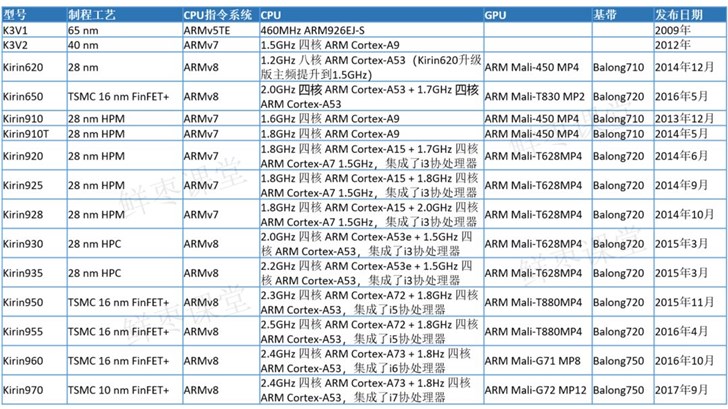 型号 制程工艺 CPU指令系统 CPU GPU 基带 发布日期
K3V1 65 nm ARMv5TE 460MHz ARM926EJ-S 2009年
K3V2 40 nm ARMv7 1.5GHz 四核 ARM Cortex-A9 2012年
Kirin620 28 nm ARMv8 1.2GHz 八核 ARM Cortex-A53（Kirin620升级 ARM Mali-450 MP4 Balong710 2014年12月
版主频提升到1.5GHz）
Kirin650 TSMC 16 nm FinFET+ ARMv8 2.0GHz 四核 ARM Cortex-A53 + 1.7GHz 四核 ARM Mali-T830 MP2 Balong720 2016年5月
ARM Cortex-A53
Kirin910 28 nm HPM ARMv7 1.6GHz 四核 ARM Cortex-A9 ARM Mali-450 MP4 Balong710 2013年12月
Kirin910T 28 nm HPM ARMv7 1.8GHz 四核 ARM Cortex-A9 ARM Mali-450 MP4 Balong710 2014年5月
Kirin920 28 nm HPM ARMv7 1.8GHz 四核 ARM Cortex-A15 + 1.7GHz 四核 ARM Mali-T628MP4 Balong720 2014年6月
ARM Cortex-A7 1.5GHz，集成了i3协处理器
Kirin925 28 nm HPM ARMv7 1.8GHz 四核 ARM Cortex-A15 + 1.8GHz 四核 ARM Mali-T628MP4 Balong720 2014年9月
ARM Cortex-A7 1.5GHz，集成了i3协处理器
Kirin928 28 nm HPM ARMv7 1.8GHz 四核 ARM Cortex-A15 + 2.0GHz 四核 ARM Mali-T628MP4 Balong720 2014年10月
ARM Cortex-A7 1.5GHz，集成了i3协处理器
Kirin930 28 nm HPC ARMv8 2.0GHz 四核 ARM Cortex-A53e + 1.5GHz 四 ARM Mali-T628MP4 Balong720 2015年3月
核 ARM Cortex-A53，集成了i3协处理器
Kirin935 28 nm HPC ARMv8 2.2GHz 四核 ARM Cortex-A53e + 1.5GHz 四 ARM Mali-T628MP4 Balong720 2015年3月
核 ARM Cortex-A53，集成了i3协处理器
Kirin950 TSMC 16 nm FinFET+ ARMv8 2.3GHz 四核 ARM Cortex-A72 + 1.8GHz 四核 ARM Mali-T880MP4 Balong720 2015年11月
ARM Cortex-A53，集成了i5协处理器
Kirin955 TSMC 16 nm FinFET+ ARMv8 2.5GHz 四核 ARM Cortex-A72 + 1.8GHz 四核 ARM Mali-T880MP4 Balong720 2016年4月
ARM Cortex-A53，集成了i5协处理器
Kirin960 TSMC 16 nm FinFET+ ARMv8 2.4GHz 四核 ARM Cortex-A73 + 1.8Hz 四核 ARM Mali-G71 MP8 Balong750 2016年10月
ARM Cortex-A53，集成了i6协处理器
Kirin970 TSMC 10 nm FinFET+ ARMv8 2.4GHz 四核 ARM Cortex-A73 + 1.8Hz 四核 ARM Mali-G72 MP12 Balong750 2017年9月
ARM Cortex-A53，集成了i7协处理器
鲜枣课堂
鲜枣课堂
鲜枣课堂
鲜枣课堂